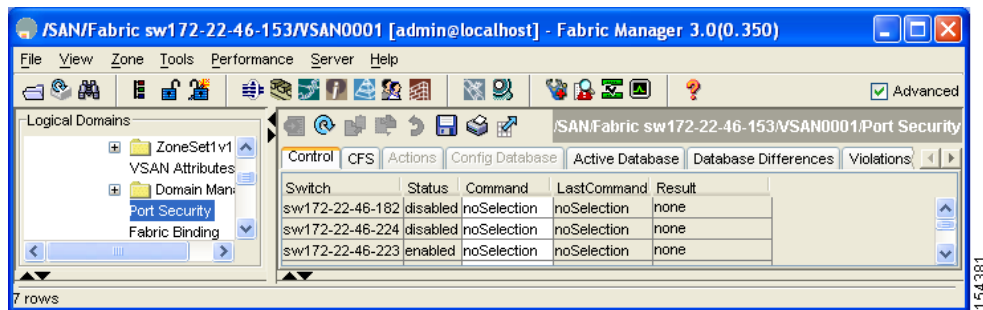 /SAN/Fabric sw172-22-46-153/VSAN0001 [admin@localhost] - Fabric Manager 3.0(0.350)
File View Zone Tools Performance Server Help
Advanced
Logical Domains
/SAN/Fabric sw172-22-46-153/VSAN0001/Port Security
ZoneSet1v1
VSAN Attributes
Domain Man
Port Security
Fabric Binding
Control CFS Actions Config Database Active Database Database Differences Violations
Switch Status Command LastCommand Result
sw172-22-46-182 disabled noSelection noSelection none
sw172-22-46-224 disabled noSelection noSelection none
sw172-22-46-223 enabled noSelection noSelection none
7 rows
154381